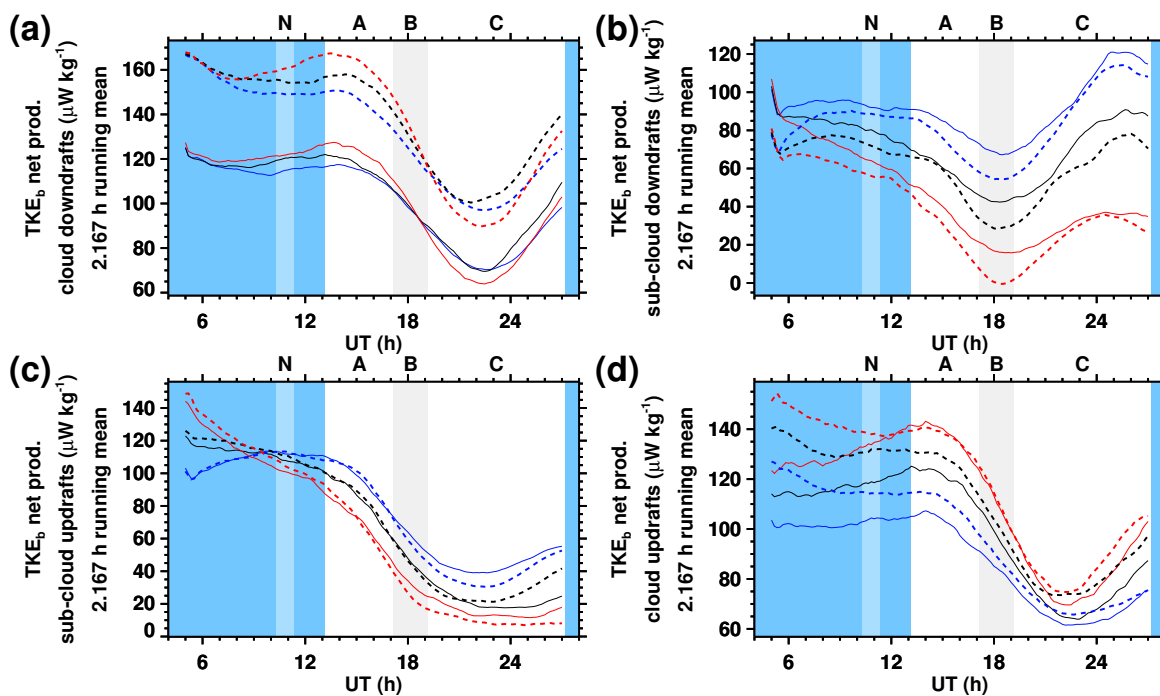 (a)
N A B C
TKEb net prod.
cloud downdrafts (μW kg-1)
2.167 h running mean
160
140
120
100
80
60
6 12 18 24
UT (h)
(b)
N A B C
TKEb net prod.
sub-cloud downdrafts (μW kg-1)
2.167 h running mean
120
100
80
60
40
20
0
6 12 18 24
UT (h)
(c)
N A B C
TKEb net prod.
sub-cloud updrafts (μW kg-1)
2.167 h running mean
140
120
100
80
60
40
20
0
6 12 18 24
UT (h)
(d)
N A B C
TKEb net prod.
cloud updrafts (μW kg-1)
2.167 h running mean
140
120
100
80
60
6 12 18 24
UT (h)